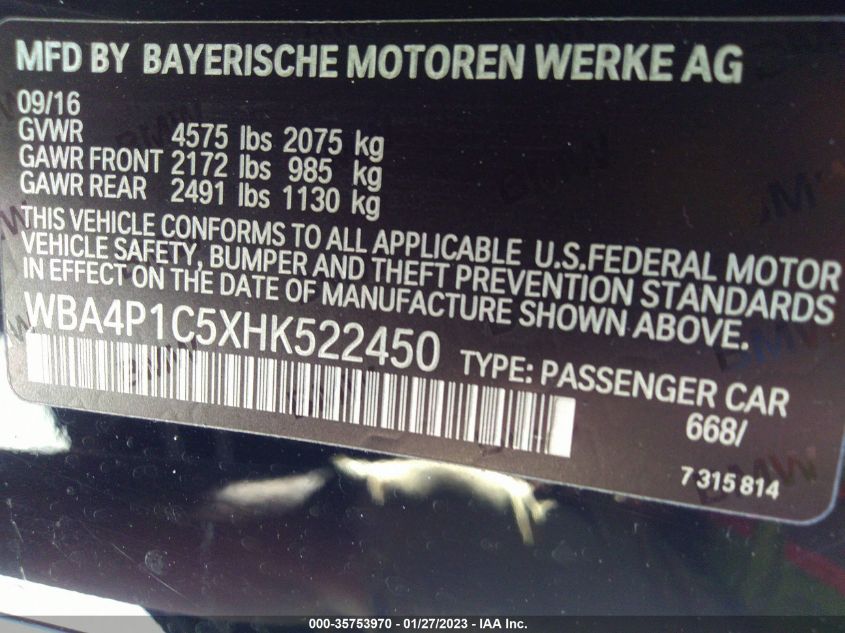 MFD BY BAYERISCHE MOTOREN WERKE AG
09/16
GVWR 4575 lbs 2075 kg
GAWR FRONT 2172 lbs 985 kg
GAWR REAR 2491 lbs 1130 kg
THIS VEHICLE CONFORMS TO ALL APPLICABLE U.S.FEDERAL MOTOR
VEHICLE SAFETY, BUMPER AND THEFT PREVENTION STANDARDS
IN EFFECT ON THE DATE OF MANUFACTURE SHOWN ABOVE.
WBA4P1C5XHK522450 TYPE: PASSENGER CAR
668/
7 315 814
000-35753970 / 01/27/2023 - IAA Inc.